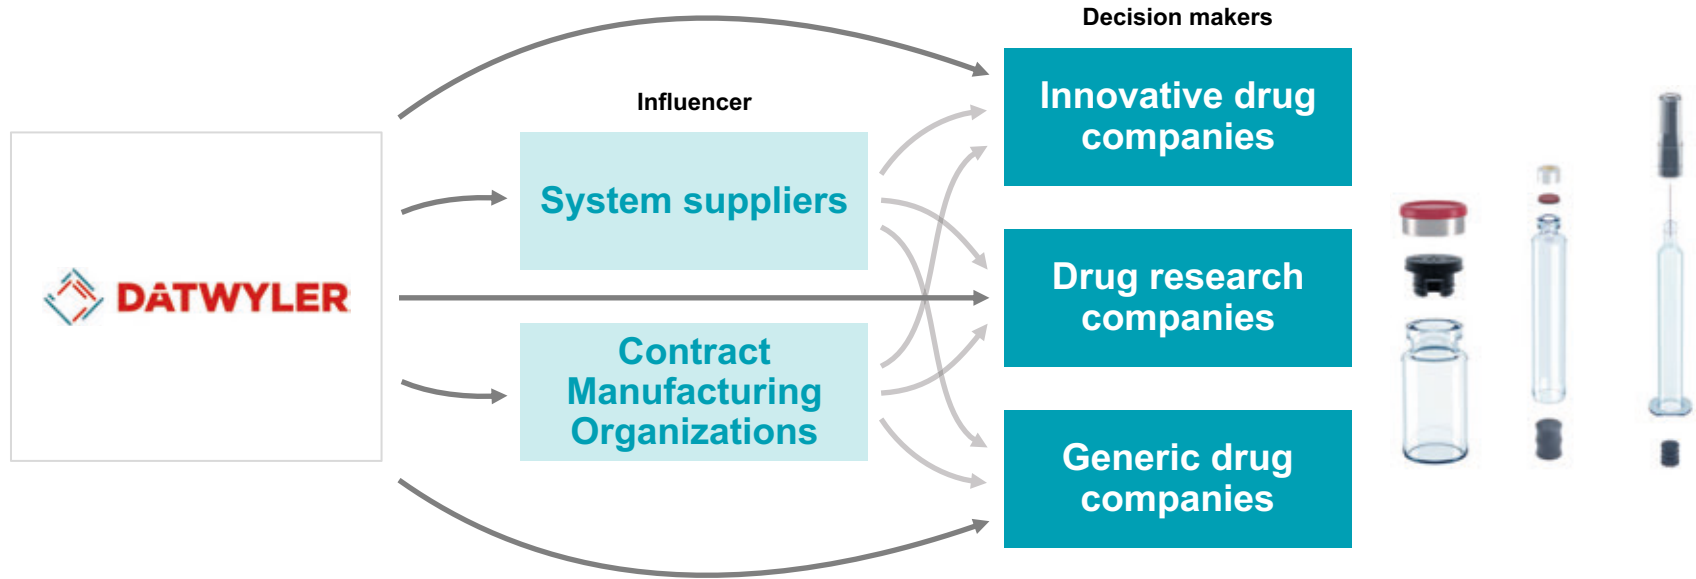 Decision makers
Influencer
DATWYLER
System suppliers
Contract
Manufacturing
Organizations
Innovative drug
companies
Drug research
companies
Generic drug
companies